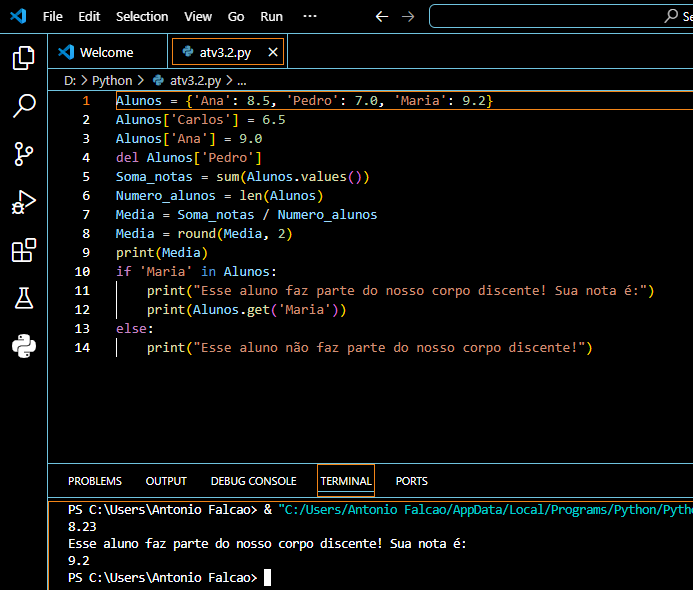 File Edit Selection View Go Run ··· ← → Se
Welcome atv3.2.py ×
D: > Python > atv3.2.py > ...
1 Alunos = {'Ana': 8.5, 'Pedro': 7.0, 'Maria': 9.2}
2 Alunos['Carlos'] = 6.5
3 Alunos['Ana'] = 9.0
4 del Alunos['Pedro']
5 Soma_notas = sum(Alunos.values())
6 Numero_alunos = len(Alunos)
7 Media = Soma_notas / Numero_alunos
8 Media = round(Media, 2)
9 print(Media)
10 if 'Maria' in Alunos:
11     print("Esse aluno faz parte do nosso corpo discente! Sua nota é:")
12     print(Alunos.get('Maria'))
13 else:
14     print("Esse aluno não faz parte do nosso corpo discente!")
PROBLEMS OUTPUT DEBUG CONSOLE TERMINAL PORTS
PS C:\Users\Antonio Falcao> & "C:/Users/Antonio Falcao/AppData/Local/Programs/Python/Pytho
8.23
Esse aluno faz parte do nosso corpo discente! Sua nota é:
9.2
PS C:\Users\Antonio Falcao>